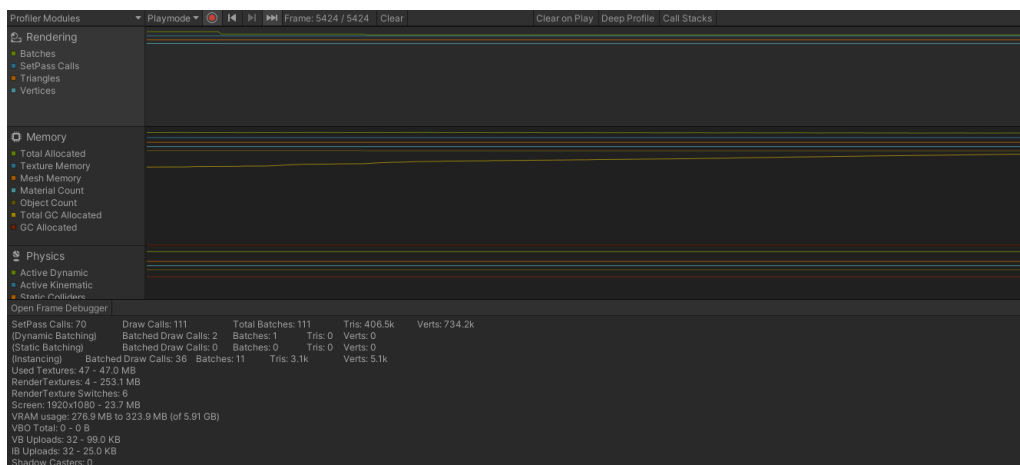 Profiler Modules Playmode Frame: 5424 / 5424 Clear Clear on Play Deep Profile Call Stacks
Rendering
Batches
SetPass Calls
Triangles
Vertices
Memory
Total Allocated
Texture Memory
Mesh Memory
Material Count
Object Count
Total GC Allocated
GC Allocated
Physics
Active Dynamic
Active Kinematic
Static Colliders
Open Frame Debugger
SetPass Calls: 70 Draw Calls: 111 Total Batches: 111 Tris: 406.5k Verts: 734.2k
(Dynamic Batching) Batched Draw Calls: 2 Batches: 1 Tris: 0 Verts: 0
(Static Batching) Batched Draw Calls: 0 Batches: 0 Tris: 0 Verts: 0
(Instancing) Batched Draw Calls: 36 Batches: 11 Tris: 3.1k Verts: 5.1k
Used Textures: 47 - 47.0 MB
RenderTextures: 4 - 253.1 MB
RenderTexture Switches: 6
Screen: 1920x1080 - 23.7 MB
VRAM usage: 276.9 MB to 323.9 MB (of 5.91 GB)
VBO Total: 0 - 0 B
VB Uploads: 32 - 99.0 KB
IB Uploads: 32 - 25.0 KB
Shadow Casters: 0